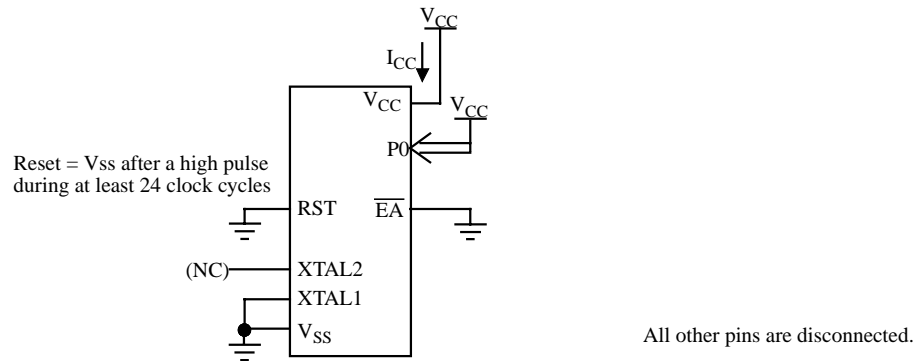 VCC
ICC
VCC
VCC
P0
Reset = Vss after a high pulse
during at least 24 clock cycles
RST
EA
(NC)
XTAL2
XTAL1
VSS
All other pins are disconnected.